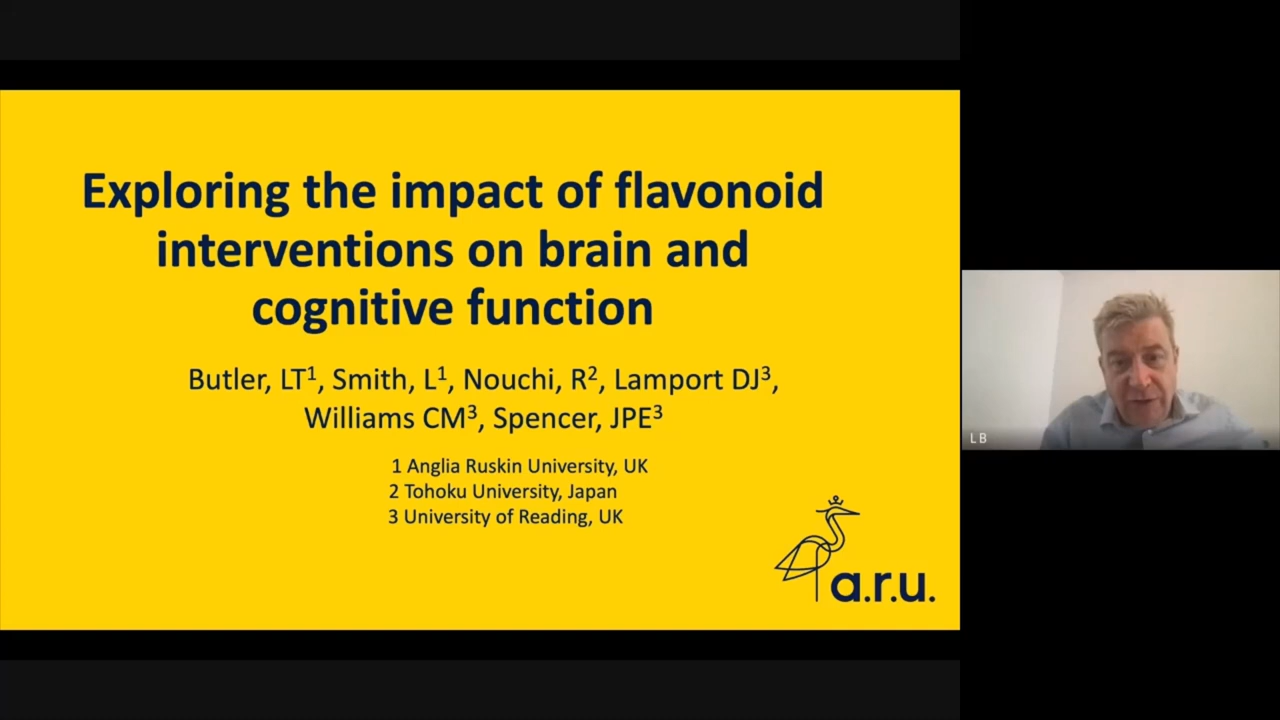 Exploring the impact of flavonoid
interventions on brain and
cognitive function
Butler, LT¹, Smith, L¹, Nouchi, R², Lamport DJ³,
Williams CM³, Spencer, JPE³
1 Anglia Ruskin University, UK
2 Tohoku University, Japan
3 University of Reading, UK
a.r.u.
L B